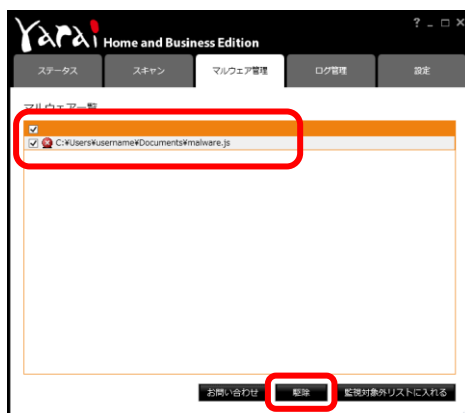 Yarai Home and Business Edition
ステータス スキャン マルウェア管理 ログ管理 設定
マルウェア一覧
C:¥Users¥username¥Documents¥malware.js
お問い合わせ 駆除 監視対象外リストに入れる